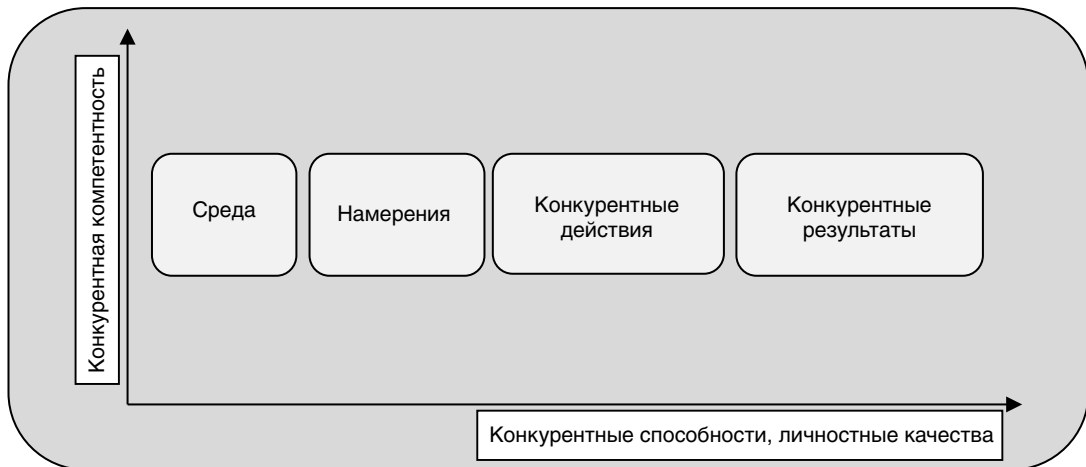 Конкурентная компетентность
Среда
Намерения
Конкурентные
действия
Конкурентные
результаты
Конкурентные способности, личностные качества